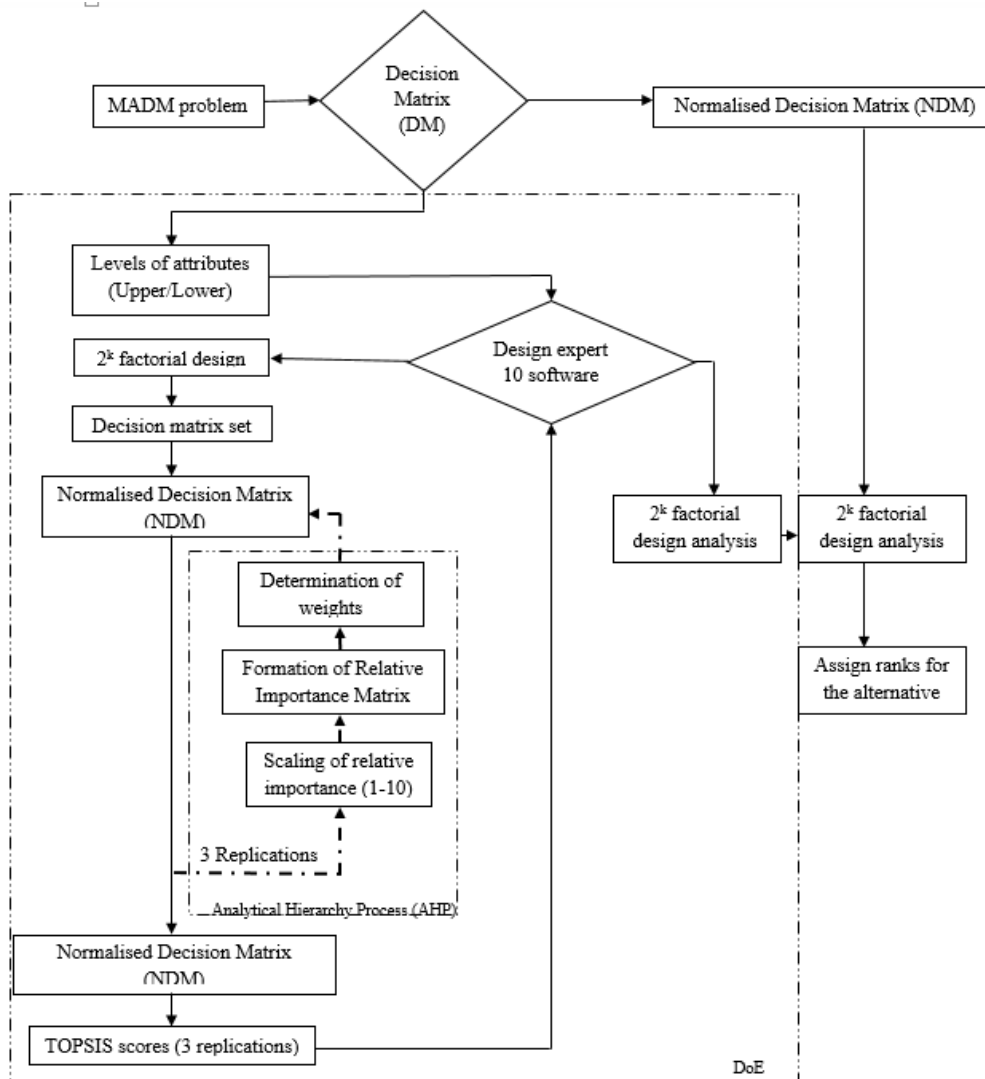 MADM problem
Decision
Matrix
(DM)
Normalised Decision Matrix (NDM)
Levels of attributes
(Upper/Lower)
Design expert
10 software
2ᵏ factorial design
Decision matrix set
Normalised Decision Matrix
(NDM)
2ᵏ factorial
design analysis
2ᵏ factorial
design analysis
Determination of
weights
Formation of Relative
Importance Matrix
Assign ranks for
the alternative
Scaling of relative
importance (1-10)
3 Replications
Analytical Hierarchy Process (AHP)
Normalised Decision Matrix
(NDM)
TOPSIS scores (3 replications)
DoE